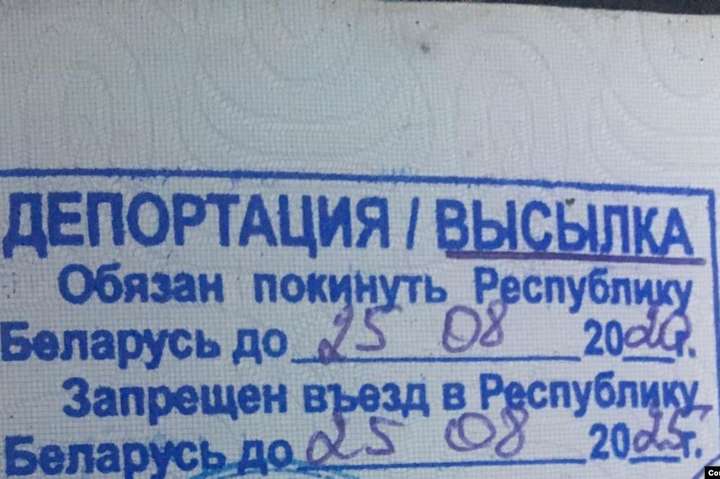 ДЕПОРТАЦИЯ / ВЫСЫЛКА
Обязан покинуть Республику
Беларусь до 25 08 2020г.
Запрещен въезд в Республику
Беларусь до 25 08 2025г.